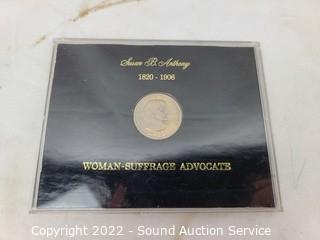 Susan B. Anthony
1820 - 1906
WOMAN-SUFFRAGE ADVOCATE
Copyright 2022 - Sound Auction Service